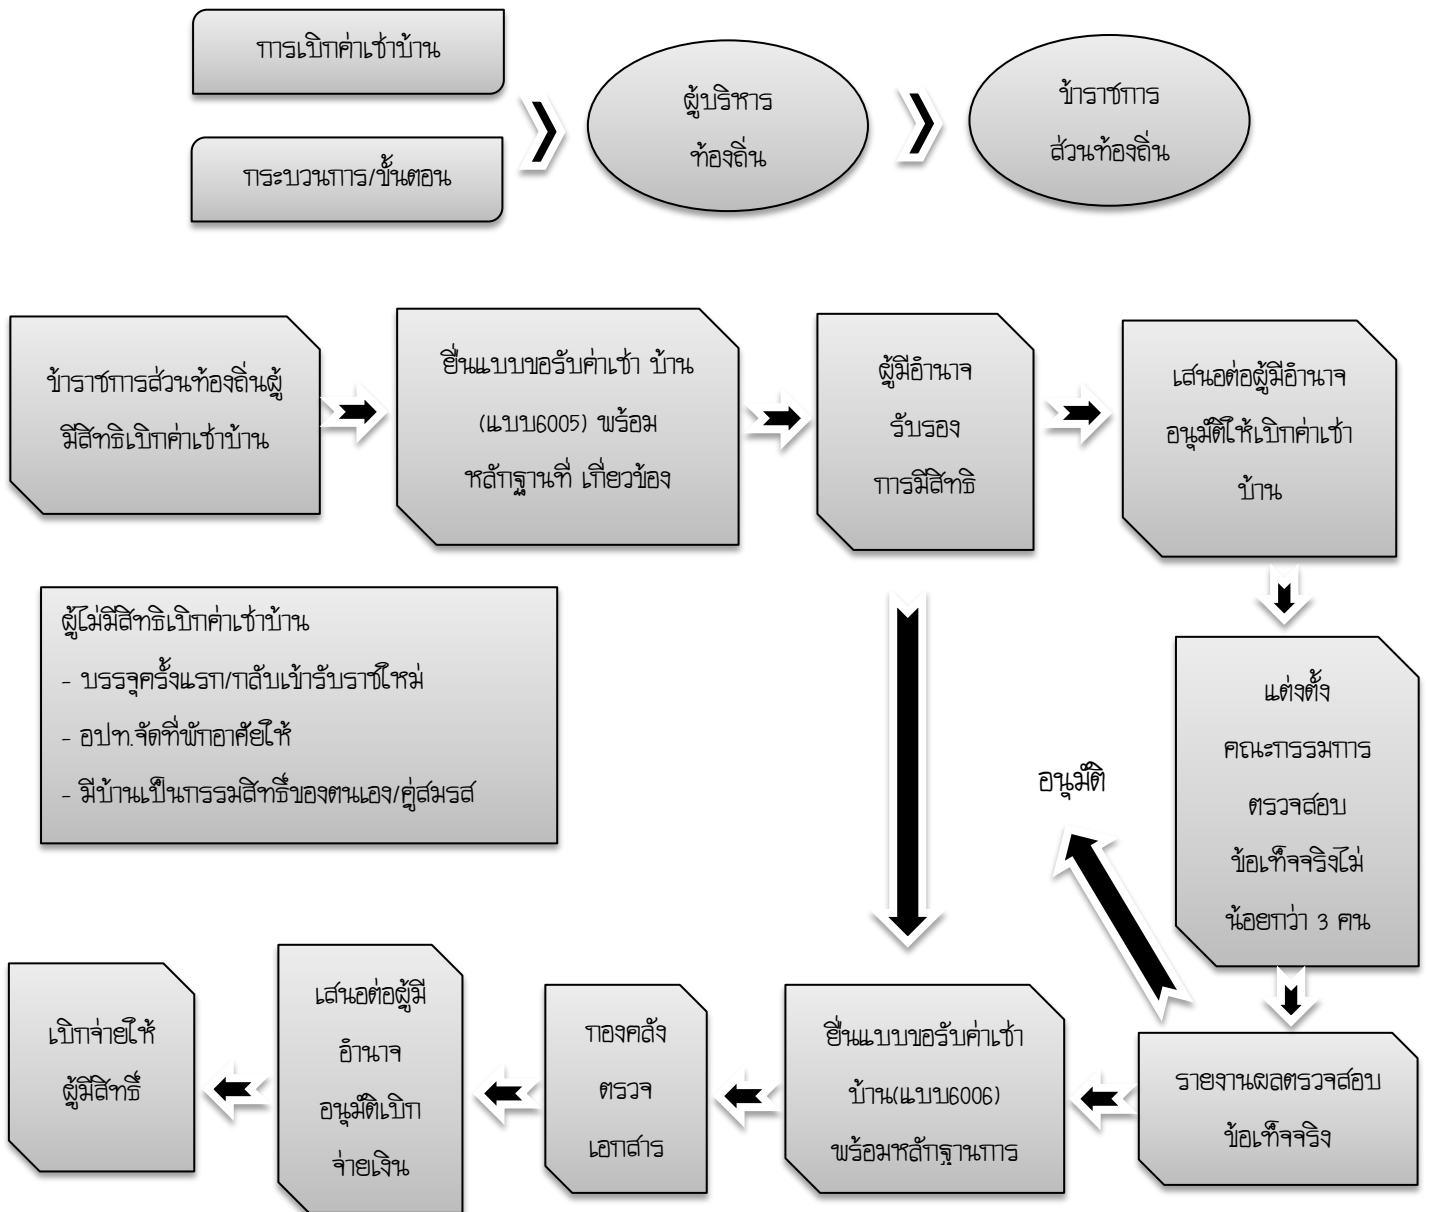 การเบิกค่าเช่าบ้าน
กระบวนการ/ขั้นตอน
ผู้บริหาร
ท้องถิ่น
ข้าราชการ
ส่วนท้องถิ่น
ข้าราชการส่วนท้องถิ่นผู้
มีสิทธิเบิกค่าเช่าบ้าน
ยื่นแบบขอรับค่าเช่า บ้าน
(แบบ6005) พร้อม
หลักฐานที่ เกี่ยวข้อง
ผู้มีอำนาจ
รับรอง
การมีสิทธิ
เสนอต่อผู้มีอำนาจ
อนุมัติให้เบิกค่าเช่า
บ้าน
ผู้ไม่มีสิทธิเบิกค่าเช่าบ้าน
- บรรจุครั้งแรก/กลับเข้ารับราชใหม่
- อปท.จัดที่พักอาศัยให้
- มีบ้านเป็นกรรมสิทธิ์ของตนเอง/คู่สมรส
แต่งตั้ง
คณะกรรมการ
ตรวจสอบ
ข้อเท็จจริงไม่
น้อยกว่า 3 คน
อนุมัติ
เบิกจ่ายให้
ผู้มีสิทธิ์
เสนอต่อผู้มี
อำนาจ
อนุมัติเบิก
จ่ายเงิน
กองคลัง
ตรวจ
เอกสาร
ยื่นแบบขอรับค่าเช่า
บ้าน(แบบ6006)
พร้อมหลักฐานการ
รายงานผลตรวจสอบ
ข้อเท็จจริง